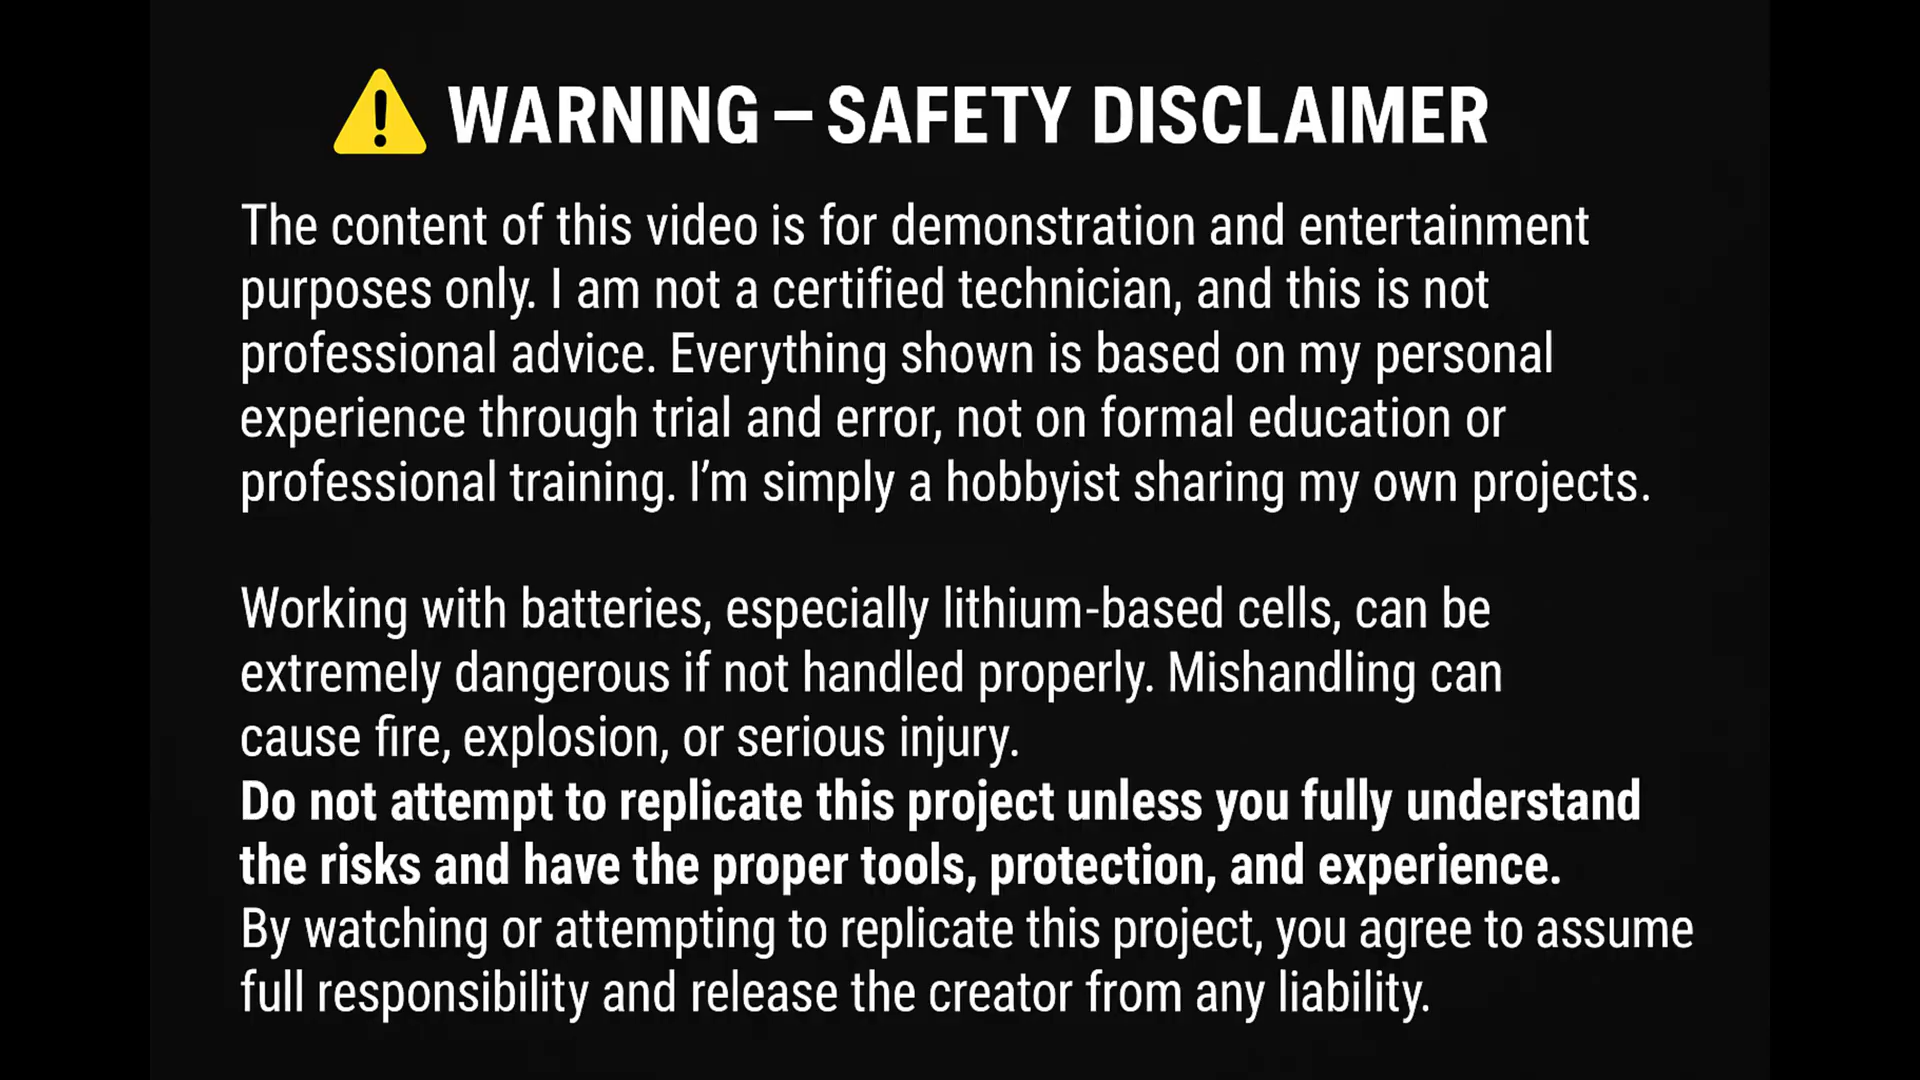 ⚠ WARNING – SAFETY DISCLAIMER
The content of this video is for demonstration and entertainment
purposes only. I am not a certified technician, and this is not
professional advice. Everything shown is based on my personal
experience through trial and error, not on formal education or
professional training. I’m simply a hobbyist sharing my own projects.
Working with batteries, especially lithium-based cells, can be
extremely dangerous if not handled properly. Mishandling can
cause fire, explosion, or serious injury.
Do not attempt to replicate this project unless you fully understand
the risks and have the proper tools, protection, and experience.
By watching or attempting to replicate this project, you agree to assume
full responsibility and release the creator from any liability.